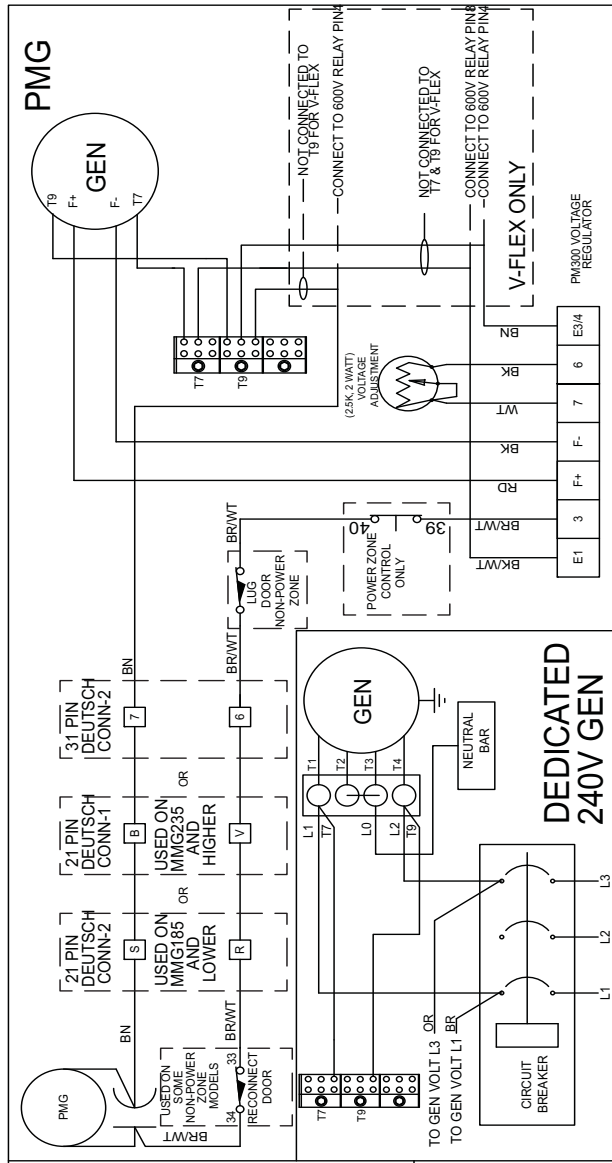 PMG
GEN
T9
F+
F-
T7
NOT CONNECTED TO
T9 FOR V-FLEX
CONNECT TO 600V RELAY PIN4
NOT CONNECTED TO
T7 & T9 FOR V-FLEX
CONNECT TO 600V RELAY PIN8
CONNECT TO 600V RELAY PIN4
V-FLEX ONLY
T7
T9
(2.5K, 2 WATT)
VOLTAGE
ADJUSTMENT
PM300 VOLTAGE
REGULATOR
BN
BK
WT
BK
RD
BR/WT
BK/WT
E3/4
6
7
F-
F+
3
E1
BR/WT
40
39
POWER ZONE
CONTROL
ONLY
LUG
DOOR
NON-POWER
ZONE
BR/WT
BN
31 PIN
DEUTSCH
CONN-2
7
6
OR
21 PIN
DEUTSCH
CONN-1
B
USED ON
MMG235
AND
HIGHER
V
OR
21 PIN
DEUTSCH
CONN-2
S
USED ON
MMG185
AND
LOWER
R
BN
BR/WT
PMG
USED ON
SOME
NON-POWER
ZONE
MODELS
33
34
RECONNECT
DOOR
BR/WT
GEN
T1
T2
T3
T4
L1
T7
L0
L2
T9
NEUTRAL
BAR
DEDICATED
240V GEN
T7
T9
OR
BR
TO GEN VOLT L3
TO GEN VOLT L1
CIRCUIT
BREAKER
L1
L2
L3